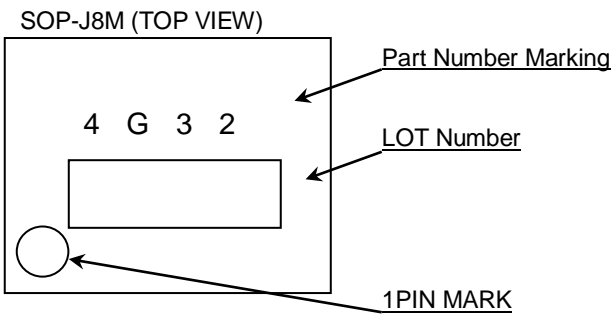 SOP-J8M (TOP VIEW)
Part Number Marking
4 G 3 2
LOT Number
1PIN MARK